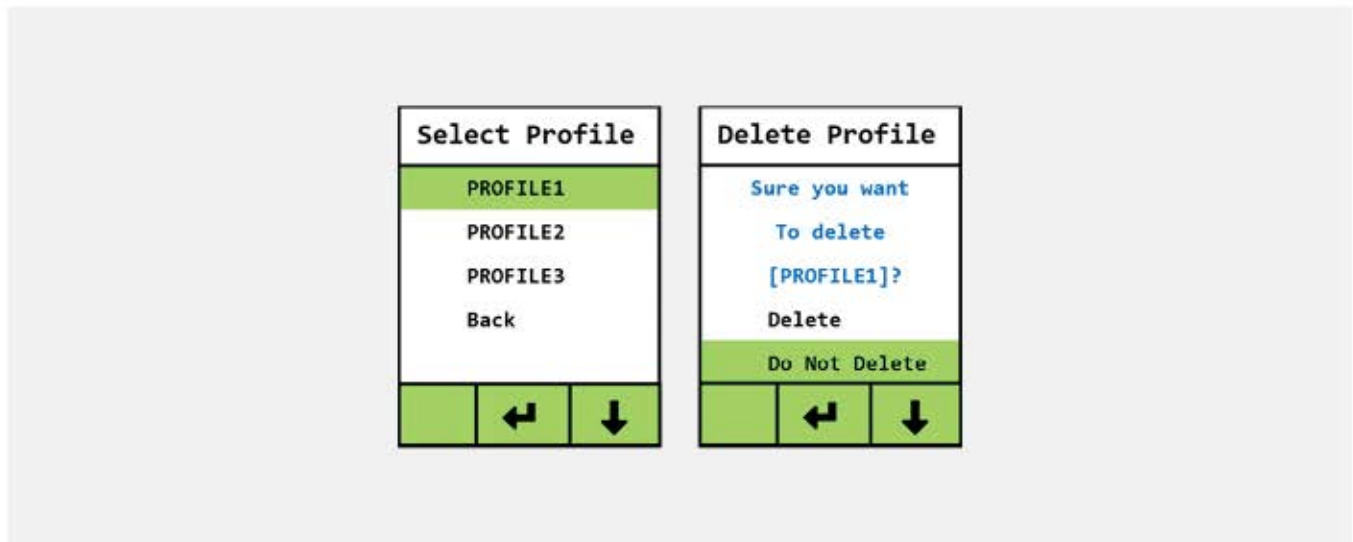 Select Profile
PROFILE1
PROFILE2
PROFILE3
Back
Delete Profile
Sure you want
To delete
[PROFILE1]?
Delete
Do Not Delete